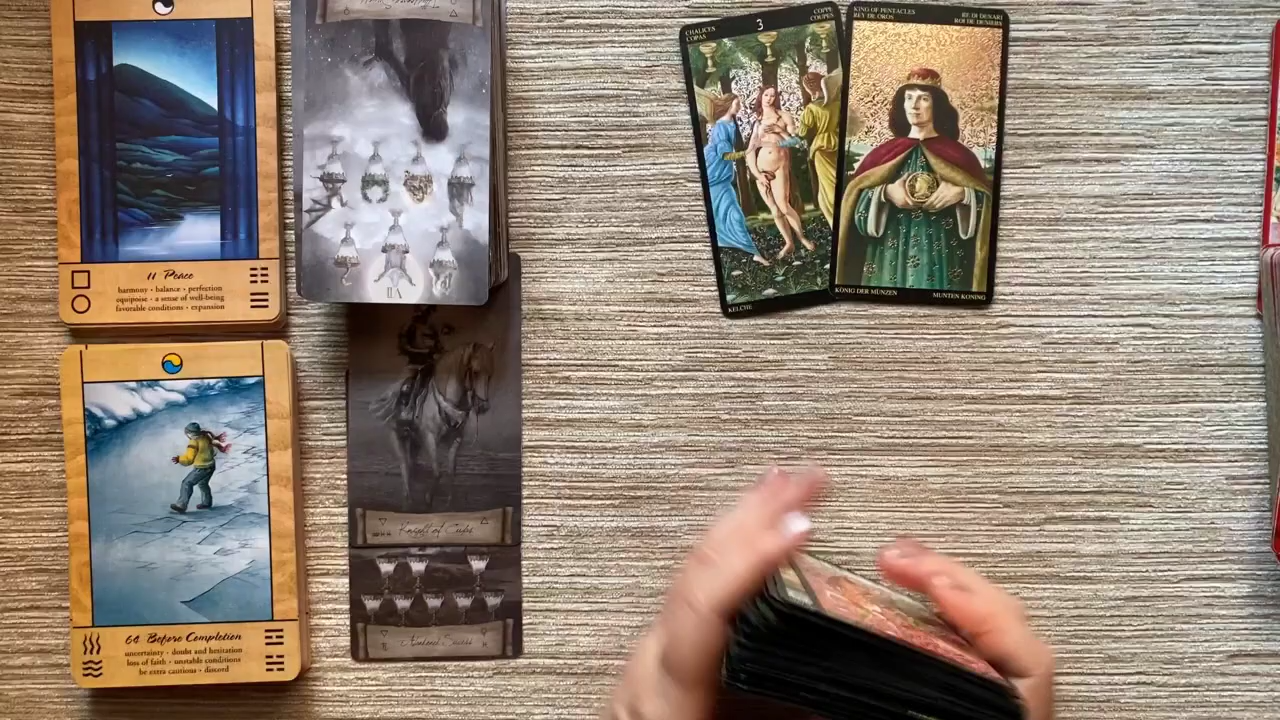 11 Peace
harmony · balance · perfection
equipoise · a sense of well-being
favorable conditions · expansion
64 Before Completion
uncertainty · doubt and hesitation
loss of faith · unstable conditions
be extra cautious · discord
VII
Knight of Cups
CHALICES
COPAS
3
COPPE
COUPES
KELCHE
KING OF PENTACLES
REY DE OROS
RE DI DENARI
ROI DE DENIERS
KÖNIG DER MÜNZEN
MUNTEN KONING